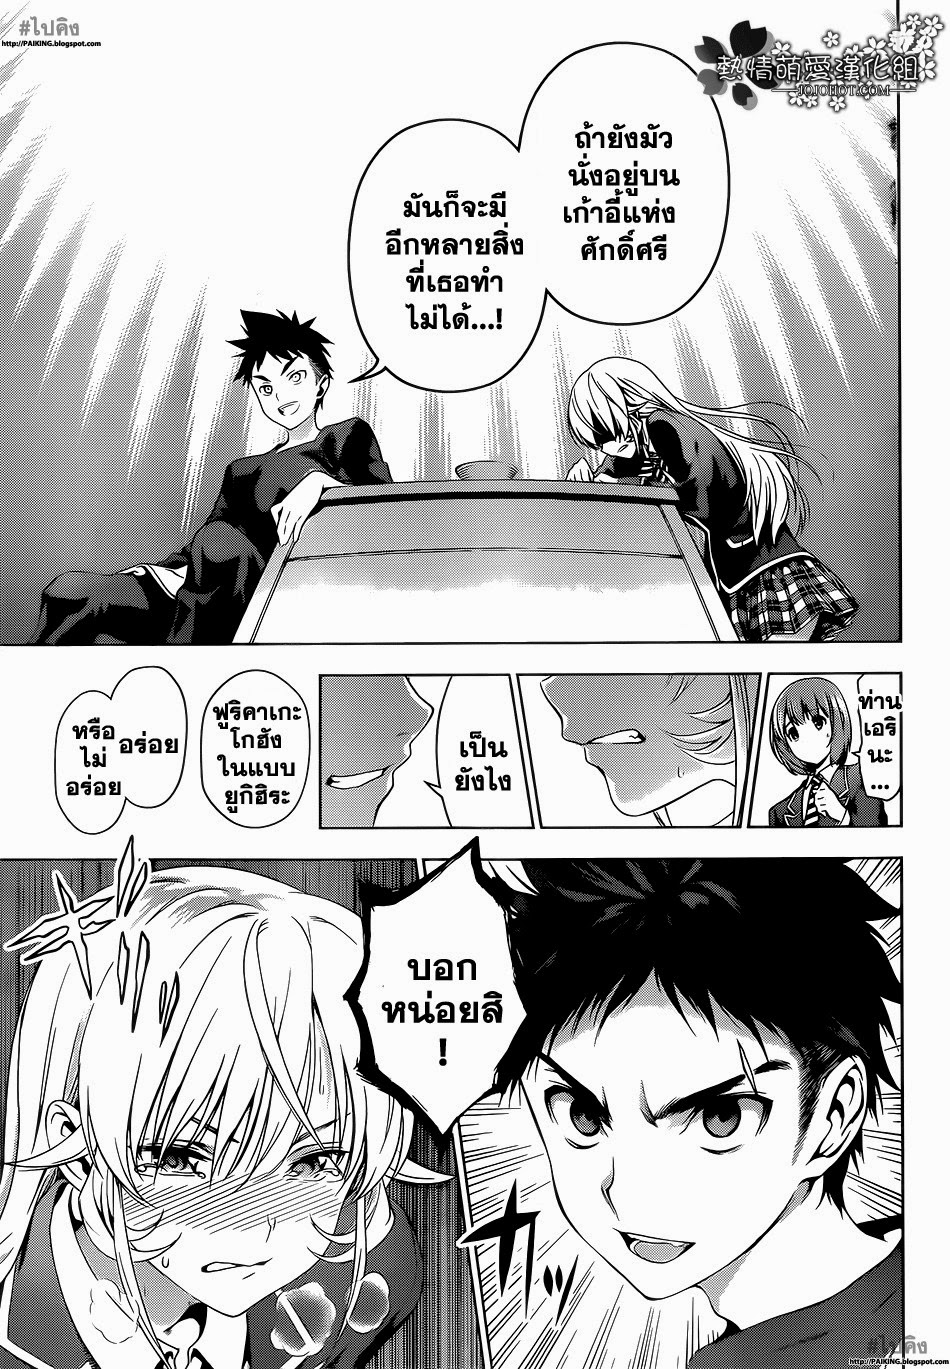 #ไปคิง
http://PAIKING.blogspot.com
熱情萌愛漢化組
JOJOHOT.COM
ถ้ายังมัว
นั่งอยู่บน
เก้าอี้แห่ง
ศักดิ์ศรี
มันก็จะมี
อีกหลายสิ่ง
ที่เธอทำ
ไม่ได้...!
ท่าน
เอริ
นะ
...
เป็น
ยังไง
ฟูริคาเกะ
โกฮัง
ในแบบ
ยูกิฮิระ
อร่อย
หรือ
ไม่
อร่อย
บอก
หน่อยสิ
!
#ไปคิง
http://PAIKING.blogspot.com